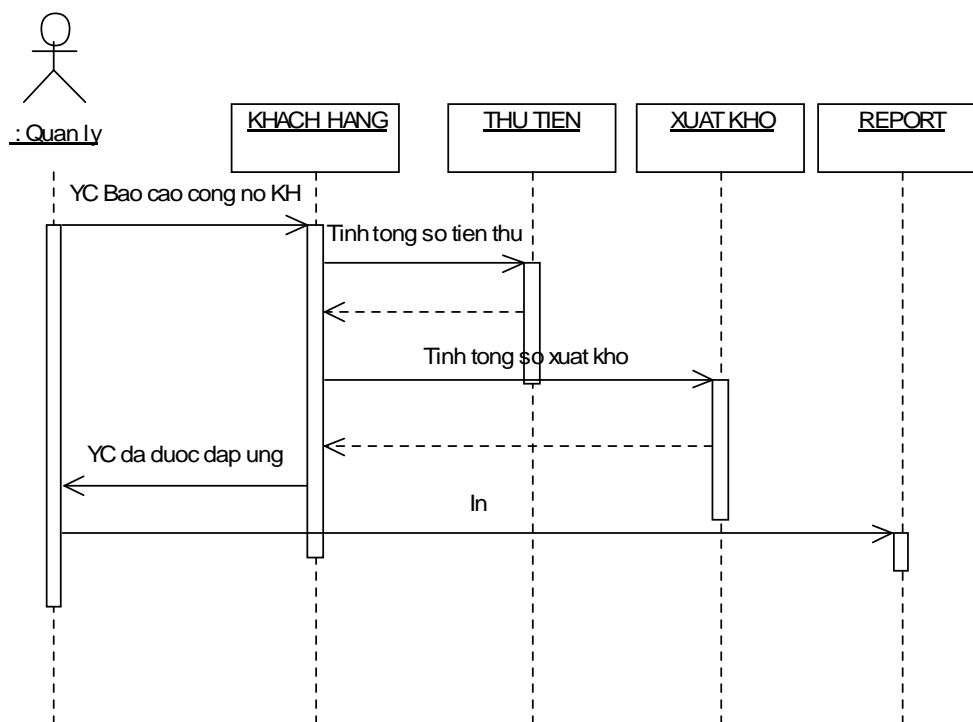 : Quan ly
KHACH HANG
THU TIEN
XUAT KHO
REPORT
YC Bao cao cong no KH
Tinh tong so tien thu
Tinh tong so xuat kho
YC da duoc dap ung
In